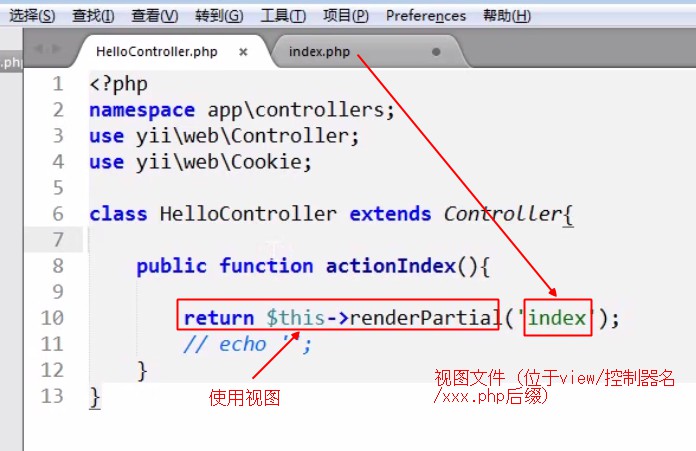 选择(S) 查找(I) 查看(V) 转到(G) 工具(T) 项目(P) Preferences 帮助(H)
.php HelloController.php × index.php
1 <?php
2 namespace app\controllers;
3 use yii\web\Controller;
4 use yii\web\Cookie;
5
6 class HelloController extends Controller{
7
8 public function actionIndex(){
9
10 return $this->renderPartial('index');
11 // echo '';
12 }
13 }
使用视图
视图文件（位于view/控制器名
/xxx.php后缀）